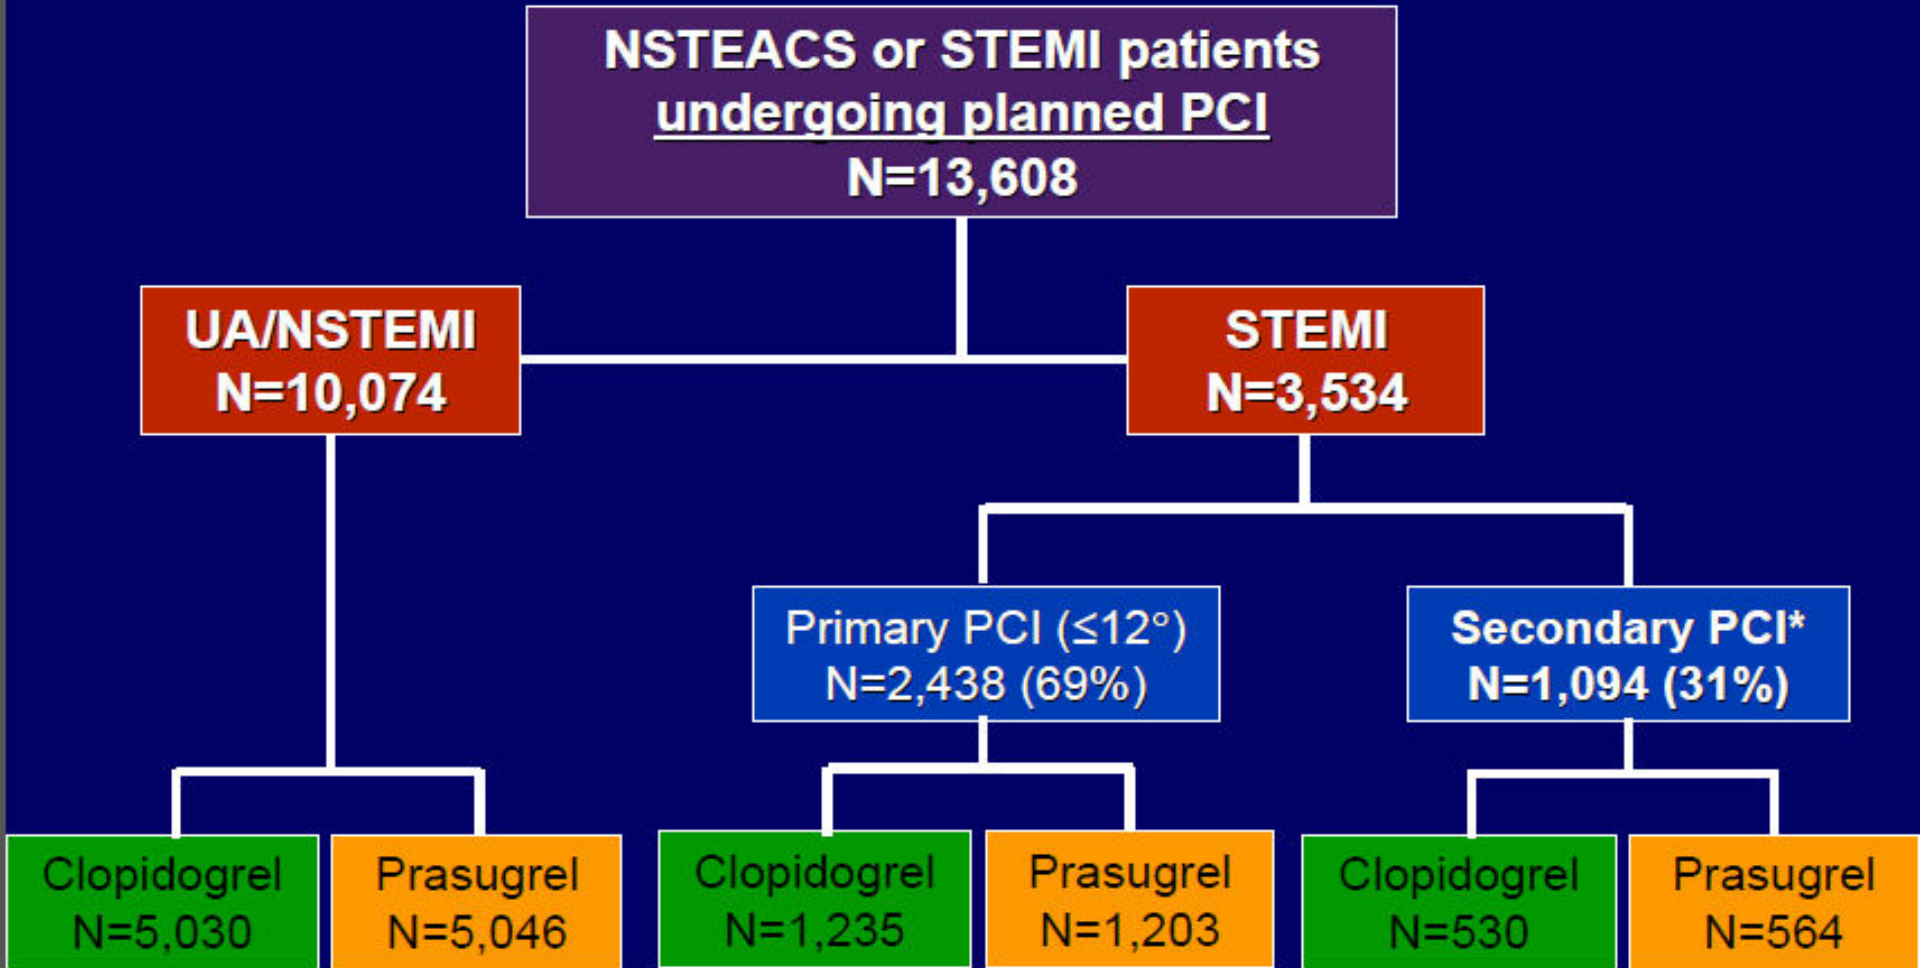 NSTEACS or STEMI patients
undergoing planned PCI
N=13,608
UA/NSTEMI
N=10,074
STEMI
N=3,534
Primary PCI (≤12°)
N=2,438 (69%)
Secondary PCI*
N=1,094 (31%)
Clopidogrel
N=5,030
Prasugrel
N=5,046
Clopidogrel
N=1,235
Prasugrel
N=1,203
Clopidogrel
N=530
Prasugrel
N=564